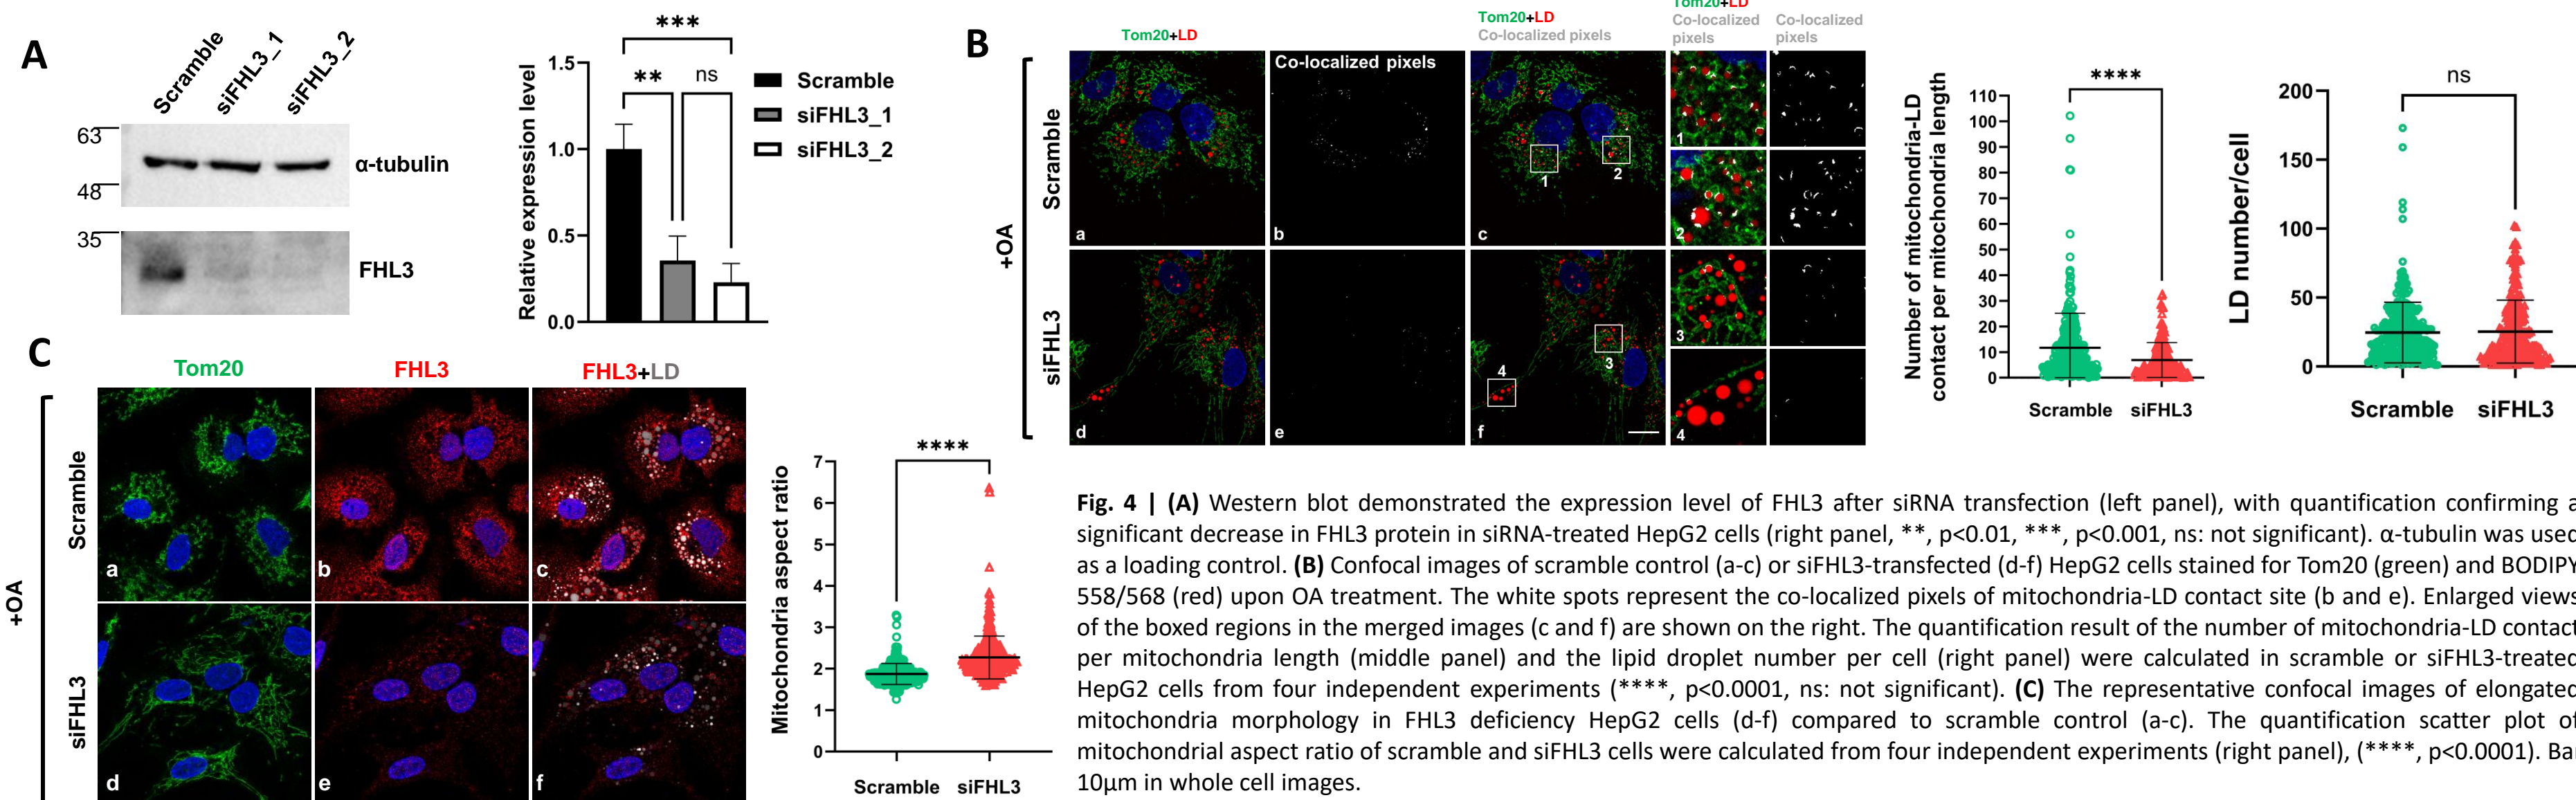 A
Scramble
siFHL3_1
siFHL3_2
63
48
35
α-tubulin
FHL3
Relative expression level
1.5
1.0
0.5
0.0
***
**
ns
Scramble
siFHL3_1
siFHL3_2
B
+OA
Scramble
siFHL3
Tom20+LD
Tom20+LD
Co-localized pixels
Tom20+LD
Co-localized
pixels
Co-localized
pixels
a
Co-localized pixels
b
c
1
2
1
2
d
e
f
3
4
3
4
Number of mitochondria-LD
contact per mitochondria length
110
100
90
80
70
60
50
40
30
20
10
0
****
Scramble
siFHL3
LD number/cell
200
150
100
50
0
ns
Scramble
siFHL3
C
+OA
Scramble
siFHL3
Tom20
FHL3
FHL3+LD
a
b
c
d
e
f
Mitochondria aspect ratio
7
6
5
4
3
2
1
0
****
Scramble
siFHL3
Fig. 4 | (A) Western blot demonstrated the expression level of FHL3 after siRNA transfection (left panel), with quantification confirming a
significant decrease in FHL3 protein in siRNA-treated HepG2 cells (right panel, **, p<0.01, ***, p<0.001, ns: not significant). α-tubulin was used
as a loading control. (B) Confocal images of scramble control (a-c) or siFHL3-transfected (d-f) HepG2 cells stained for Tom20 (green) and BODIPY
558/568 (red) upon OA treatment. The white spots represent the co-localized pixels of mitochondria-LD contact site (b and e). Enlarged views
of the boxed regions in the merged images (c and f) are shown on the right. The quantification result of the number of mitochondria-LD contact
per mitochondria length (middle panel) and the lipid droplet number per cell (right panel) were calculated in scramble or siFHL3-treated
HepG2 cells from four independent experiments (****, p<0.0001, ns: not significant). (C) The representative confocal images of elongated
mitochondria morphology in FHL3 deficiency HepG2 cells (d-f) compared to scramble control (a-c). The quantification scatter plot of
mitochondrial aspect ratio of scramble and siFHL3 cells were calculated from four independent experiments (right panel), (****, p<0.0001). Bar
10μm in whole cell images.